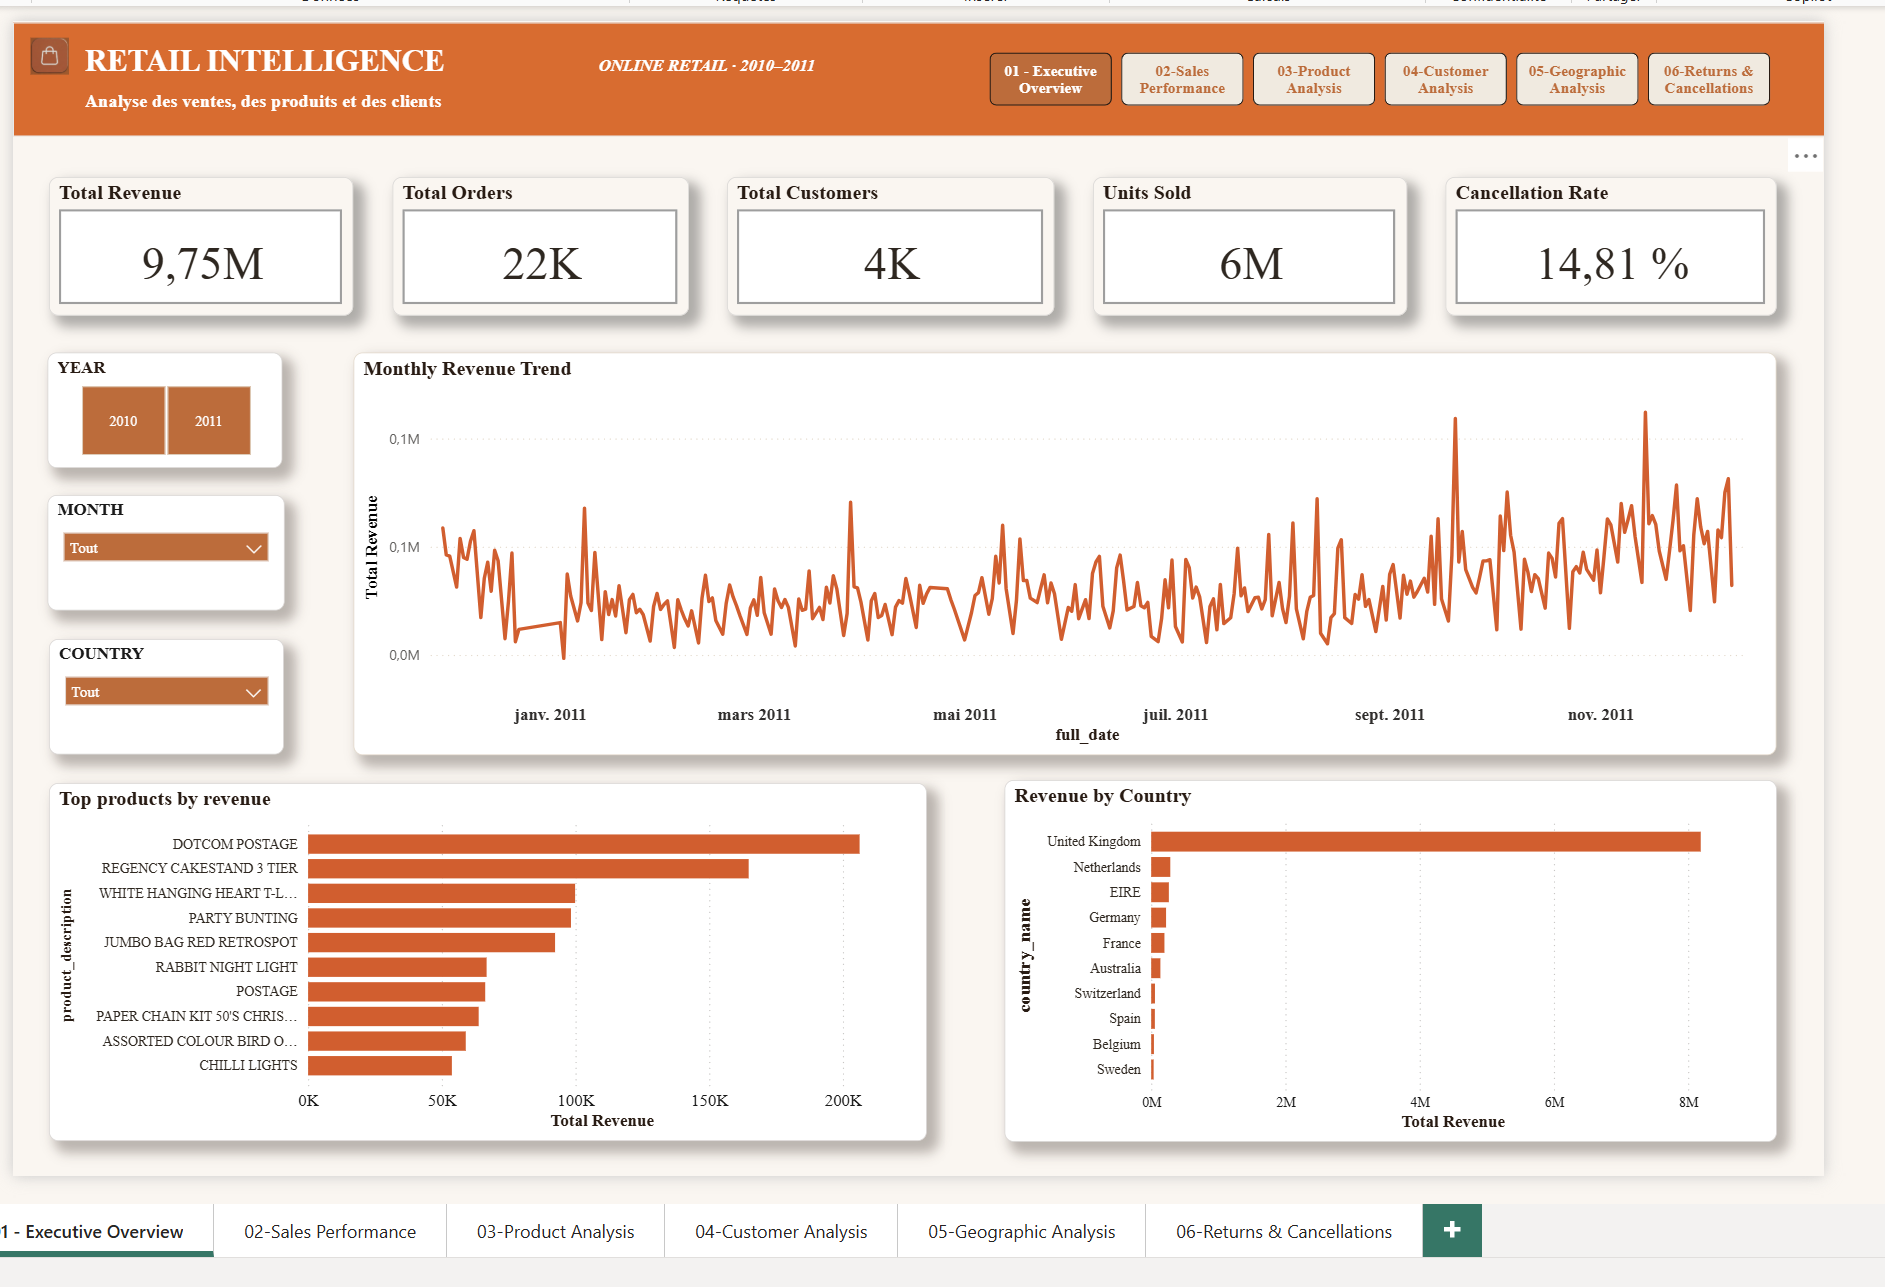 RETAIL INTELLIGENCE
Analyse des ventes, des produits et des clients
ONLINE RETAIL - 2010–2011
01 - Executive
Overview
02-Sales
Performance
03-Product
Analysis
04-Customer
Analysis
05-Geographic
Analysis
06-Returns &
Cancellations
Total Revenue
9,75M
Total Orders
22K
Total Customers
4K
Units Sold
6M
Cancellation Rate
14,81 %
YEAR
2010
2011
MONTH
Tout
COUNTRY
Tout
Monthly Revenue Trend
Total Revenue
0,1M
0,1M
0,0M
janv. 2011
mars 2011
mai 2011
juil. 2011
sept. 2011
nov. 2011
full_date
Top products by revenue
product_description
DOTCOM POSTAGE
REGENCY CAKESTAND 3 TIER
WHITE HANGING HEART T-L...
PARTY BUNTING
JUMBO BAG RED RETROSPOT
RABBIT NIGHT LIGHT
POSTAGE
PAPER CHAIN KIT 50'S CHRIS...
ASSORTED COLOUR BIRD O...
CHILLI LIGHTS
0K
50K
100K
150K
200K
Total Revenue
Revenue by Country
country_name
United Kingdom
Netherlands
EIRE
Germany
France
Australia
Switzerland
Spain
Belgium
Sweden
0M
2M
4M
6M
8M
Total Revenue
1 - Executive Overview
02-Sales Performance
03-Product Analysis
04-Customer Analysis
05-Geographic Analysis
06-Returns & Cancellations